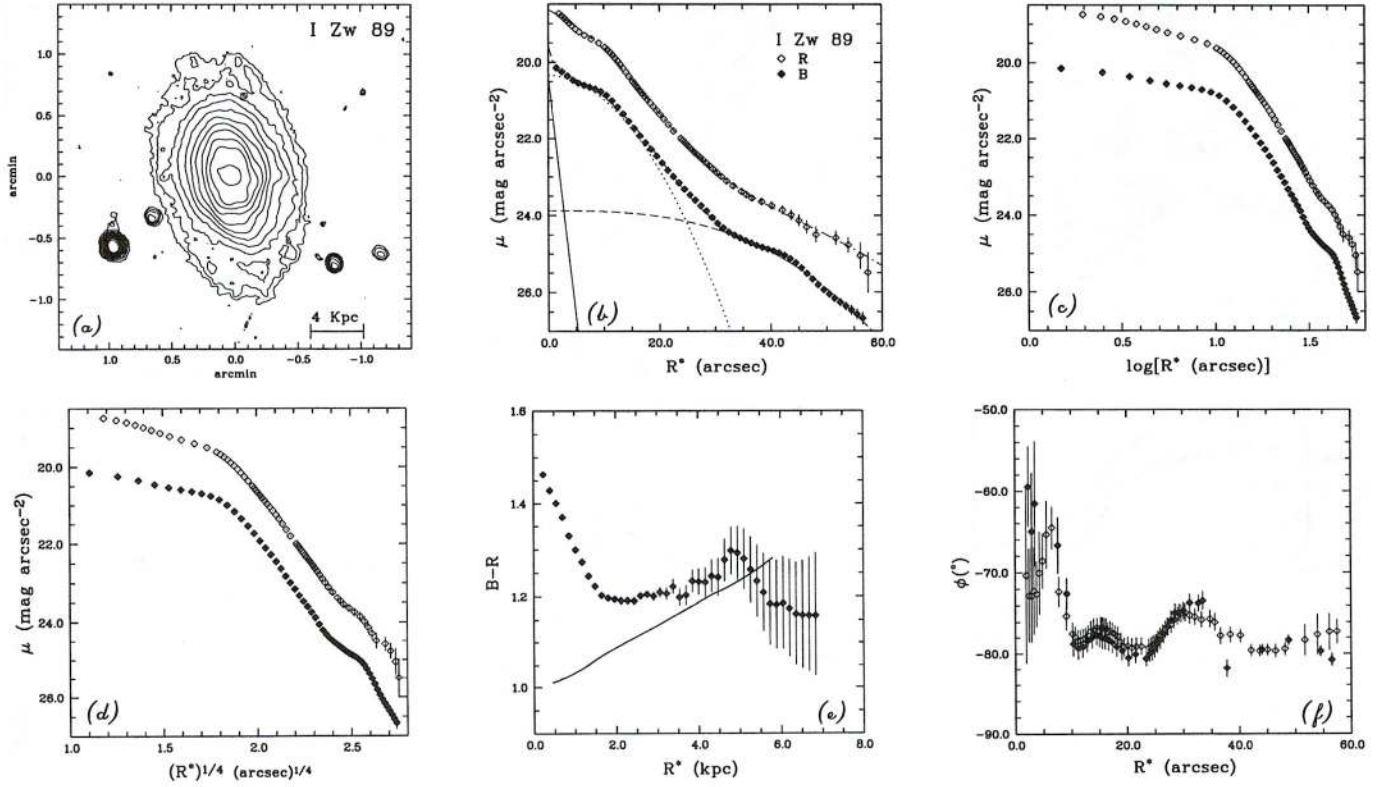 I Zw 89
1.0
0.5
0.0
-0.5
-1.0
arcmin
(a)
4 Kpc
1.0 0.5 0.0 -0.5 -1.0
arcmin
I Zw 89
R
B
20.0
22.0
24.0
26.0
μ (mag arcsec⁻²)
(b)
0.0 20.0 40.0 60.0
R* (arcsec)
20.0
22.0
24.0
26.0
μ (mag arcsec⁻²)
(c)
0.0 0.5 1.0 1.5
log[R* (arcsec)]
20.0
22.0
24.0
26.0
μ (mag arcsec⁻²)
(d)
1.0 1.5 2.0 2.5
(R*)1/4 (arcsec)1/4
1.6
1.4
1.2
1.0
B-R
(e)
0.0 2.0 4.0 6.0 8.0
R* (kpc)
-50.0
-60.0
-70.0
-80.0
-90.0
φ(°)
(f)
0.0 20.0 40.0 60.0
R* (arcsec)